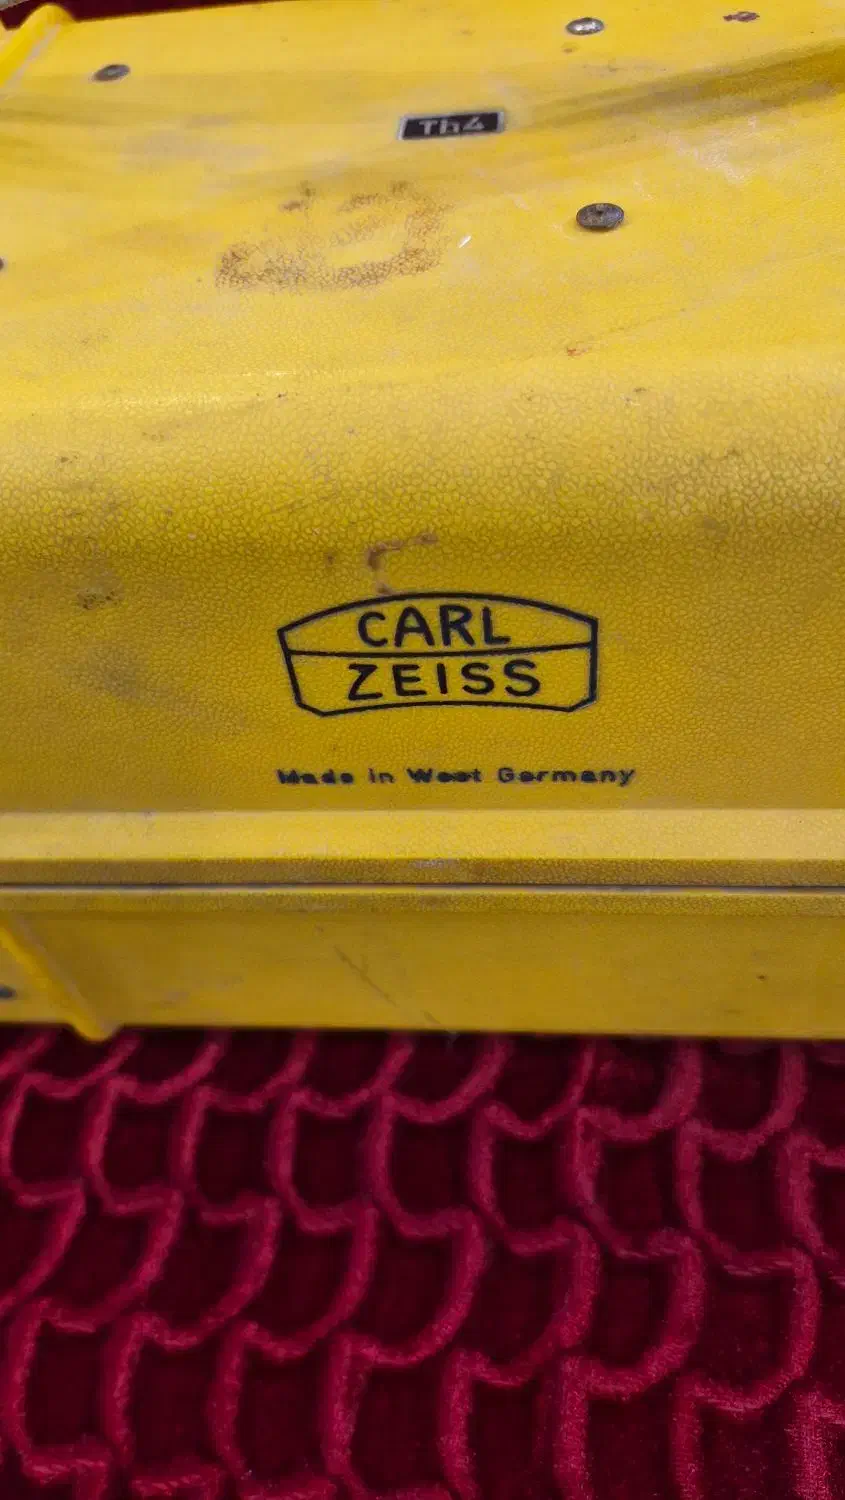 Th4
CARL
ZEISS
Made in West Germany